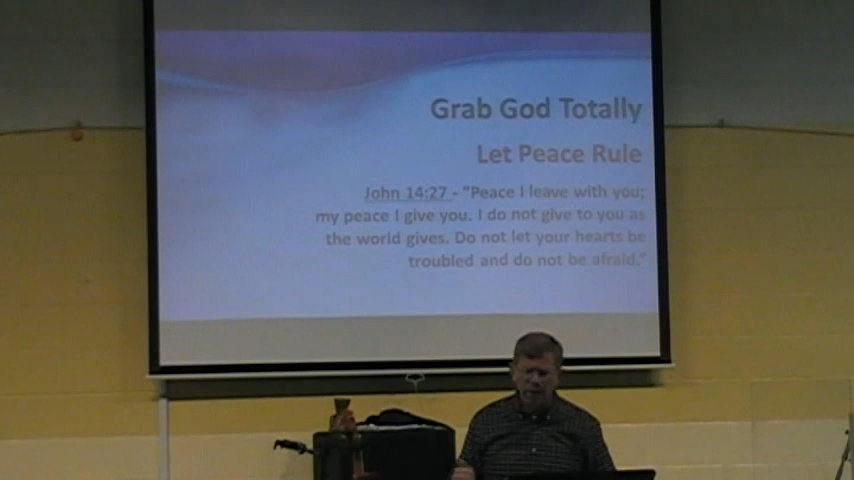 Grab God Totally
Let Peace Rule
John 14:27 - "Peace I leave with you;
my peace I give you. I do not give to you as
the world gives. Do not let your hearts be
troubled and do not be afraid."